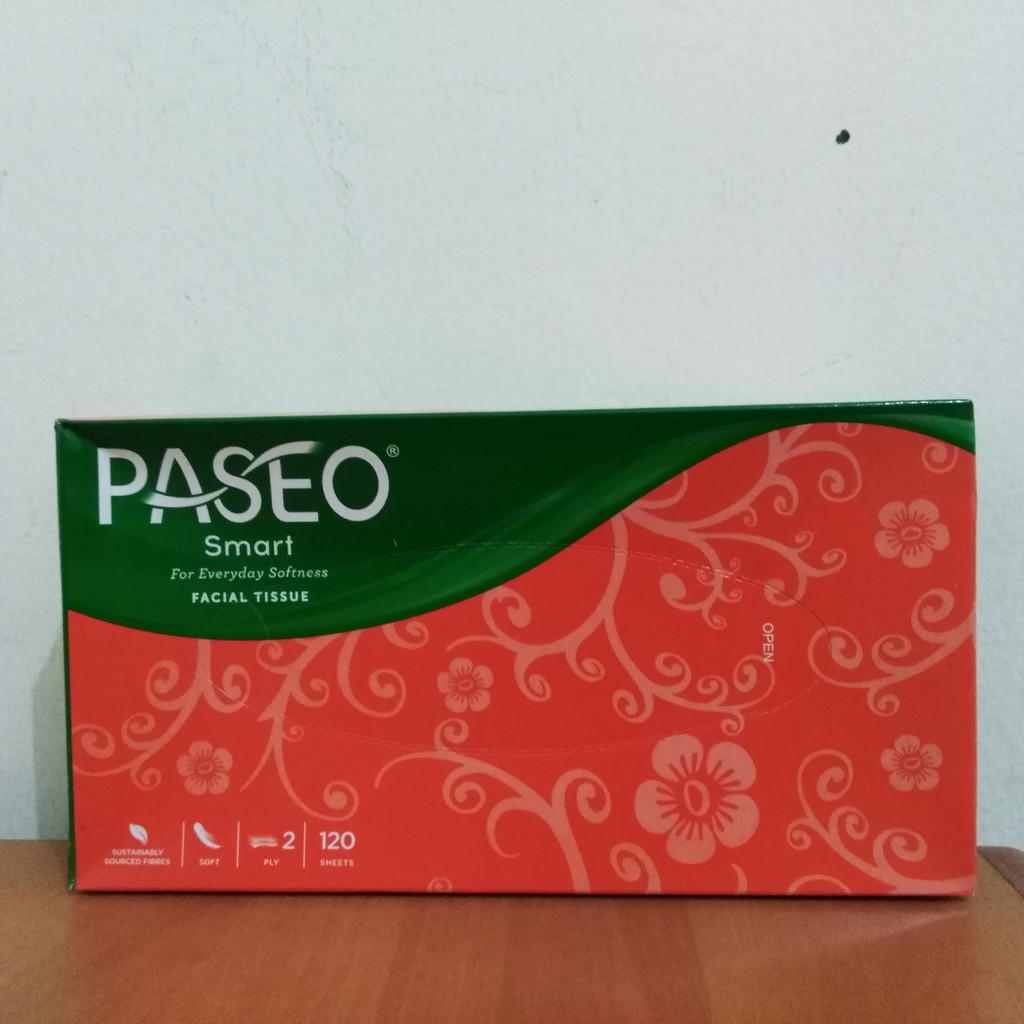 PASEO®
Smart
For Everyday Softness
FACIAL TISSUE
OPEN
SUSTAINABLY
SOURCED FIBRES
SOFT
2
PLY
120
SHEETS